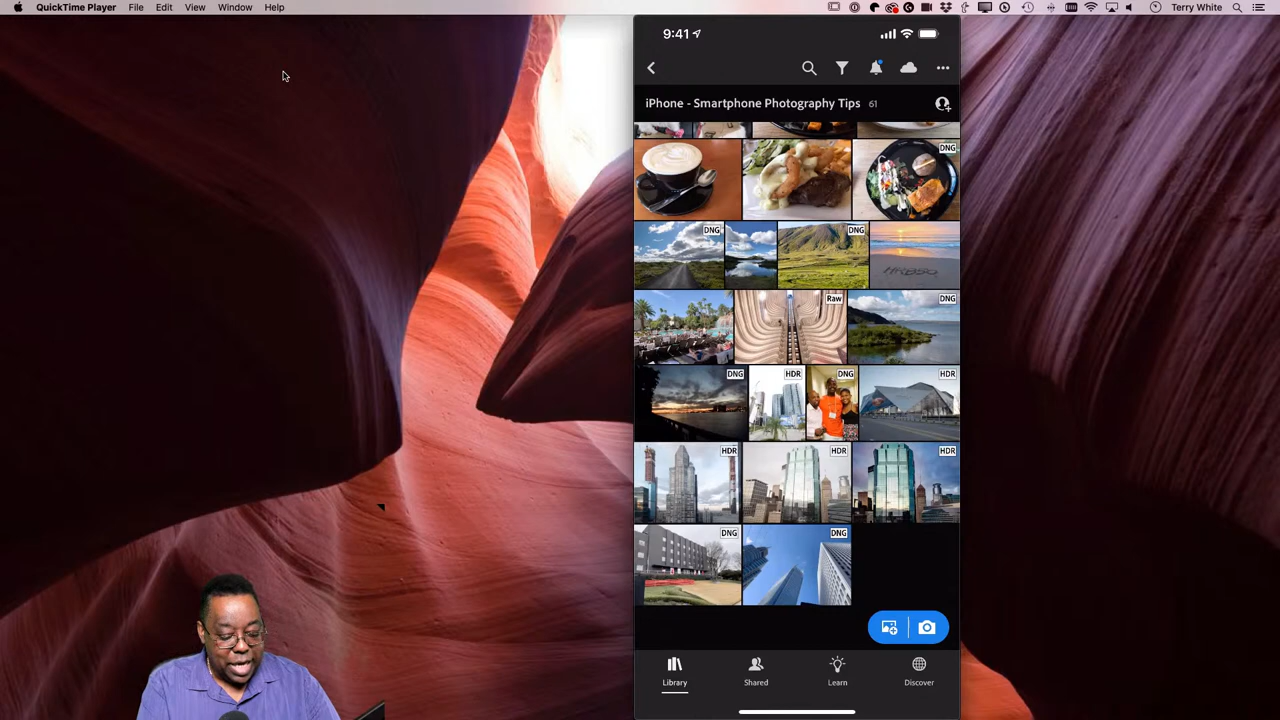 QuickTime Player File Edit View Window Help
Terry White
9:41
iPhone - Smartphone Photography Tips 61
DNG
DNG
DNG
Raw
DNG
DNG
HDR
DNG
HDR
HDR
HDR
HDR
DNG
DNG
Library
Shared
Learn
Discover